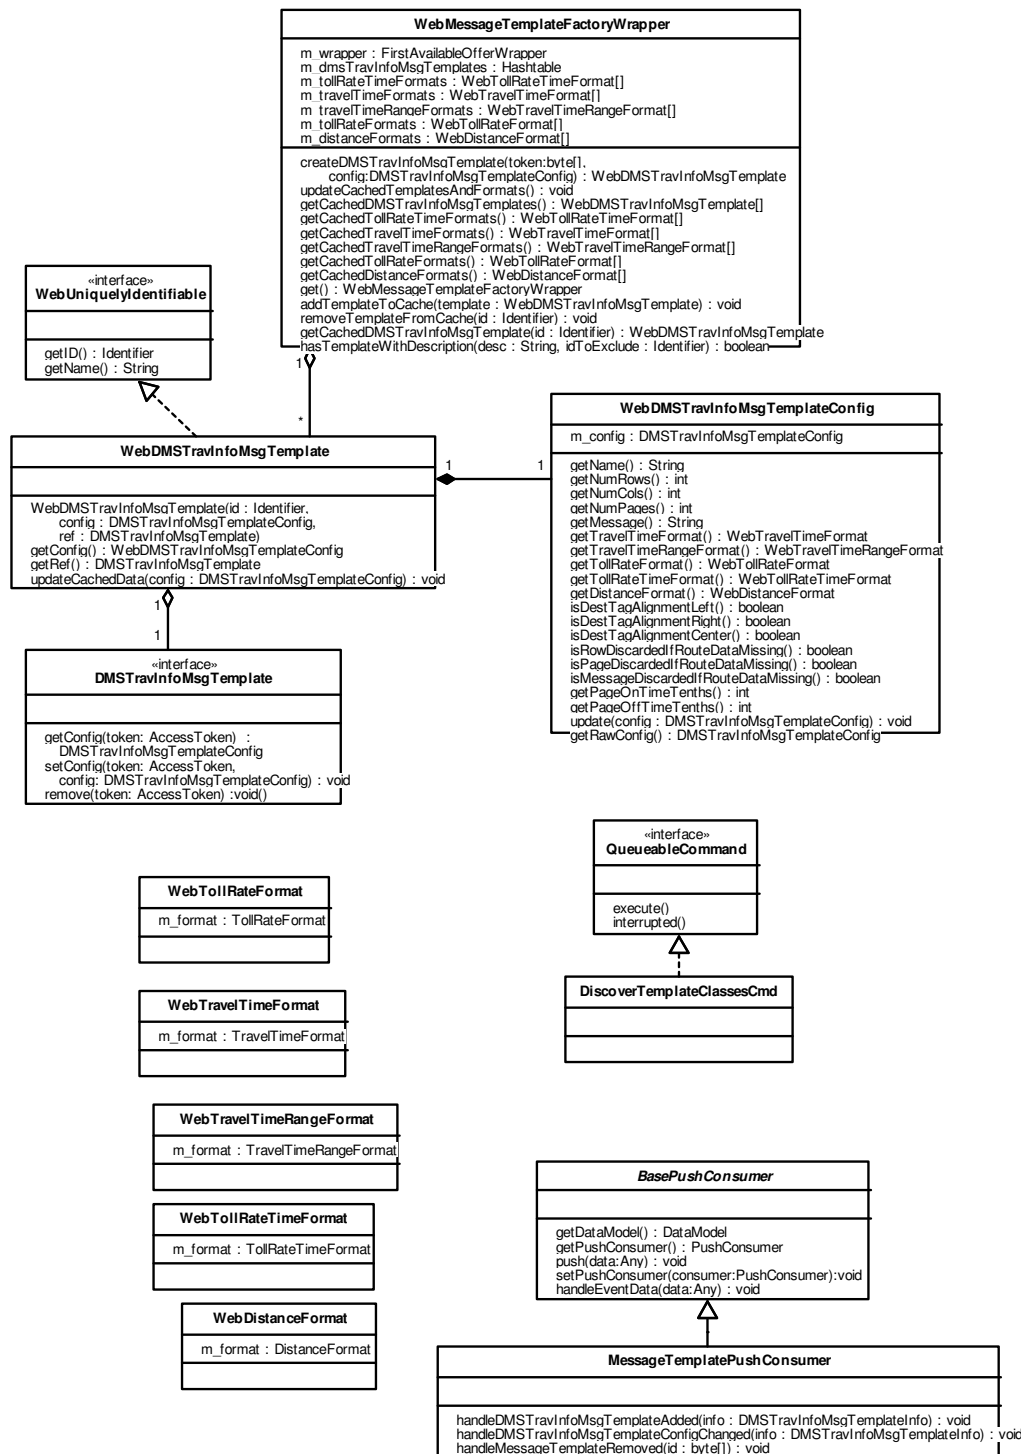 WebMessageTemplateFactoryWrapper
m_wrapper : FirstAvailableOfferWrapper
m_dmsTravInfoMsgTemplates : Hashtable
m_tollRateTimeFormats : WebTollRateTimeFormat[]
m_travelTimeFormats : WebTravelTimeFormat[]
m_travelTimeRangeFormats : WebTravelTimeRangeFormat[]
m_tollRateFormats : WebTollRateFormat[]
m_distanceFormats : WebDistanceFormat[]
createDMSTravInfoMsgTemplate(token:byte[],
config:DMSTravInfoMsgTemplateConfig) : WebDMSTravInfoMsgTemplate
updateCachedTemplatesAndFormats() : void
getCachedDMSTravInfoMsgTemplates() : WebDMSTravInfoMsgTemplate[]
getCachedTollRateTimeFormats() : WebTollRateTimeFormat[]
getCachedTravelTimeFormats() : WebTravelTimeFormat[]
getCachedTravelTimeRangeFormats() : WebTravelTimeRangeFormat[]
getCachedTollRateFormats() : WebTollRateFormat[]
getCachedDistanceFormats() : WebDistanceFormat[]
get() : WebMessageTemplateFactoryWrapper
addTemplateToCache(template : WebDMSTravInfoMsgTemplate) : void
removeTemplateFromCache(id : Identifier) : void
getCachedDMSTravInfoMsgTemplate(id : Identifier) : WebDMSTravInfoMsgTemplate
hasTemplateWithDescription(desc : String, idToExclude : Identifier) : boolean
«interface»
WebUniquelyIdentifiable
getID() : Identifier
getName() : String
1
*
WebDMSTravInfoMsgTemplate
WebDMSTravInfoMsgTemplate(id : Identifier,
config : DMSTravInfoMsgTemplateConfig,
ref : DMSTravInfoMsgTemplate)
getConfig() : WebDMSTravInfoMsgTemplateConfig
getRef() : DMSTravInfoMsgTemplate
updateCachedData(config : DMSTravInfoMsgTemplateConfig) : void
1
1
WebDMSTravInfoMsgTemplateConfig
m_config : DMSTravInfoMsgTemplateConfig
getName() : String
getNumRows() : int
getNumCols() : int
getNumPages() : int
getMessage() : String
getTravelTimeFormat() : WebTravelTimeFormat
getTravelTimeRangeFormat() : WebTravelTimeRangeFormat
getTollRateFormat() : WebTollRateFormat
getTollRateTimeFormat() : WebTollRateTimeFormat
getDistanceFormat() : WebDistanceFormat
isDestTagAlignmentLeft() : boolean
isDestTagAlignmentRight() : boolean
isDestTagAlignmentCenter() : boolean
isRowDiscardedIfRouteDataMissing() : boolean
isPageDiscardedIfRouteDataMissing() : boolean
isMessageDiscardedIfRouteDataMissing() : boolean
getPageOnTimeTenths() : int
getPageOffTimeTenths() : int
update(config : DMSTravInfoMsgTemplateConfig) : void
getRawConfig() : DMSTravInfoMsgTemplateConfig
1
1
«interface»
DMSTravInfoMsgTemplate
getConfig(token: AccessToken) :
DMSTravInfoMsgTemplateConfig
setConfig(token: AccessToken,
config: DMSTravInfoMsgTemplateConfig) : void
remove(token: AccessToken) :void()
«interface»
QueueableCommand
execute()
interrupted()
DiscoverTemplateClassesCmd
WebTollRateFormat
m_format : TollRateFormat
WebTravelTimeFormat
m_format : TravelTimeFormat
WebTravelTimeRangeFormat
m_format : TravelTimeRangeFormat
WebTollRateTimeFormat
m_format : TollRateTimeFormat
WebDistanceFormat
m_format : DistanceFormat
BasePushConsumer
getDataModel() : DataModel
getPushConsumer() : PushConsumer
push(data:Any) : void
setPushConsumer(consumer:PushConsumer):void
handleEventData(data:Any) : void
MessageTemplatePushConsumer
handleDMSTravInfoMsgTemplateAdded(info : DMSTravInfoMsgTemplateInfo) : void
handleDMSTravInfoMsgTemplateConfigChanged(info : DMSTravInfoMsgTemplateInfo) : void
handleMessageTemplateRemoved(id : byte[]) : void